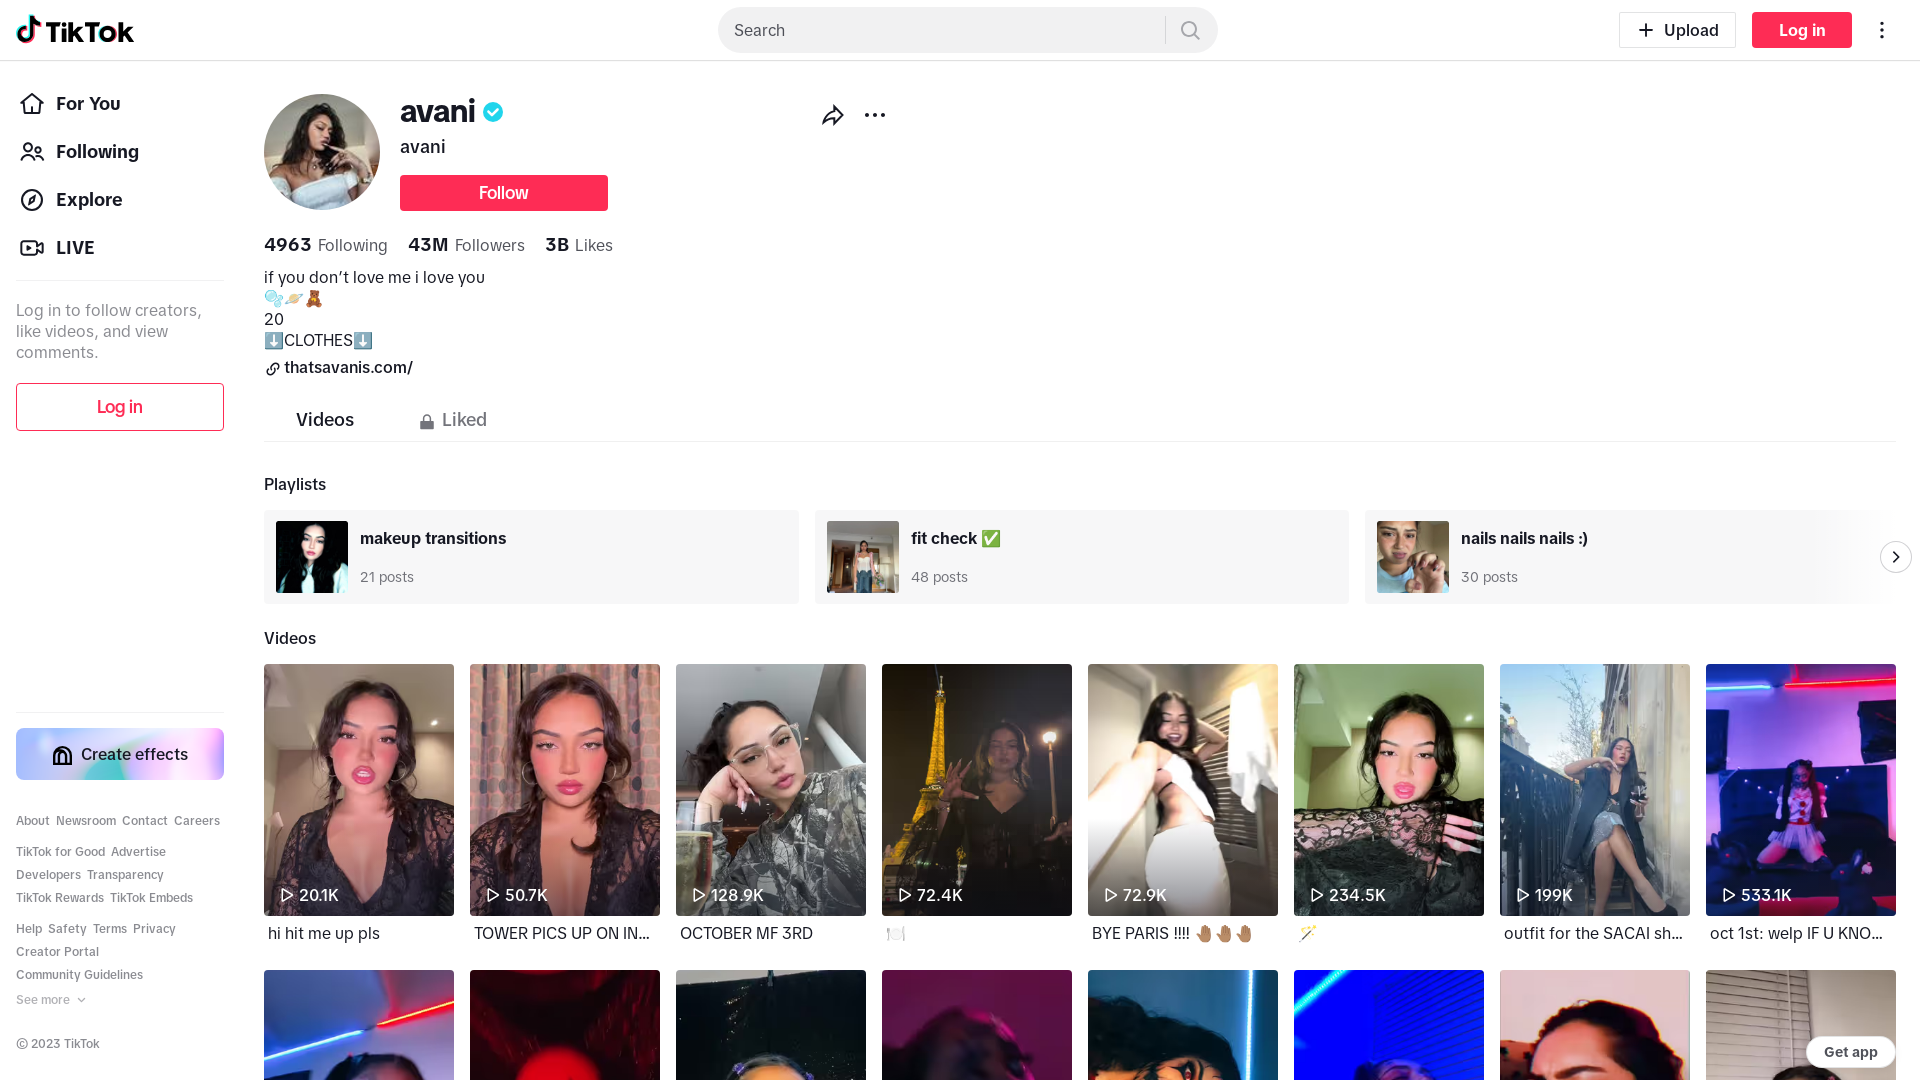 TikTok
Search
Upload
Log in
For You
Following
Explore
LIVE
Log in to follow creators,
like videos, and view
comments.
Log in
Create effects
About Newsroom Contact Careers
TikTok for Good Advertise
Developers Transparency
TikTok Rewards TikTok Embeds
Help Safety Terms Privacy
Creator Portal
Community Guidelines
See more
© 2023 TikTok
avani
avani
Follow
4963 Following 43M Followers 3B Likes
if you don’t love me i love you
🫧🪐🧸
20
⬇️CLOTHES⬇️
thatsavanis.com/
Videos
Liked
Playlists
makeup transitions
21 posts
fit check ✅
48 posts
nails nails nails :)
30 posts
Videos
20.1K
50.7K
128.9K
72.4K
72.9K
234.5K
199K
533.1K
hi hit me up pls
TOWER PICS UP ON IN...
OCTOBER MF 3RD
🍽️
BYE PARIS !!!! 🤚🏽🤚🏽🤚🏽
🪄
outfit for the SACAI sh...
oct 1st: welp IF U KNO...
Get app